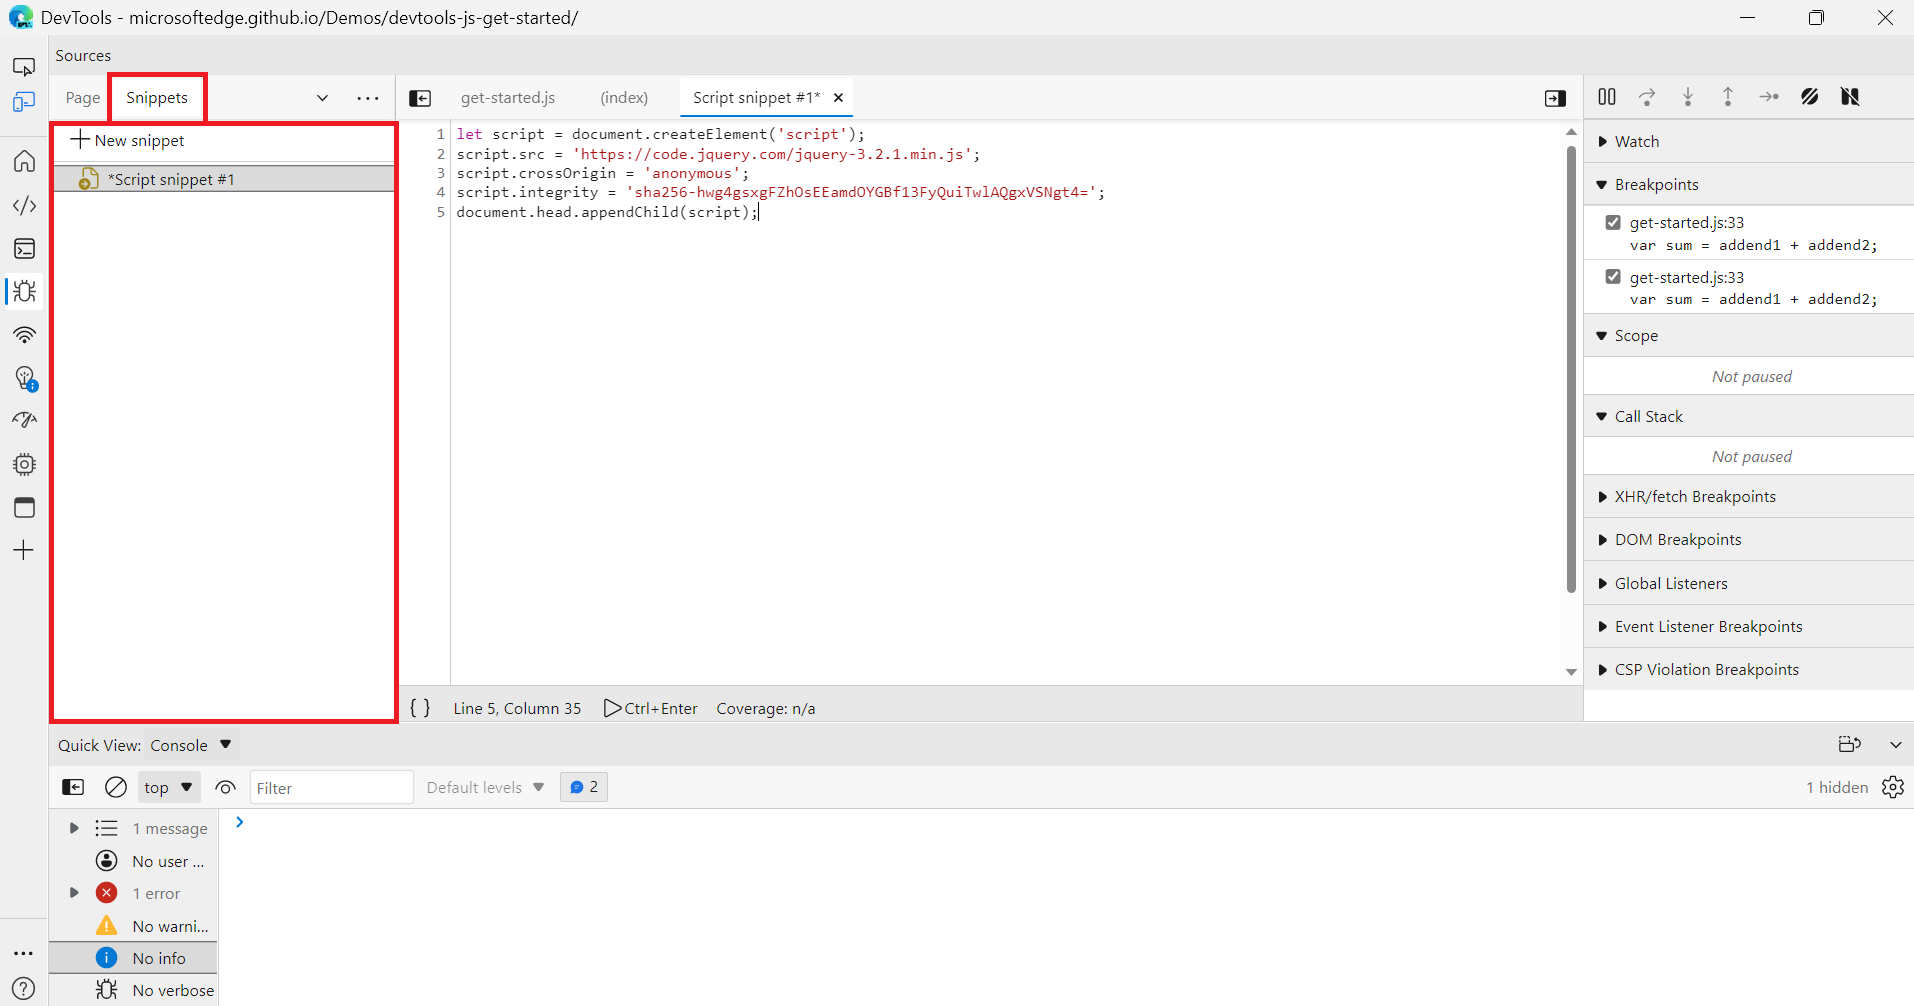 DevTools - microsoftedge.github.io/Demos/devtools-js-get-started/
Sources
Page Snippets
get-started.js (index) Script snippet #1*
New snippet
*Script snippet #1
1 let script = document.createElement('script');
2 script.src = 'https://code.jquery.com/jquery-3.2.1.min.js';
3 script.crossOrigin = 'anonymous';
4 script.integrity = 'sha256-hwg4gsxgFZhOsEEamdOYGBf13FyQuiTwlAQgxVSNgt4=';
5 document.head.appendChild(script);
{ } Line 5, Column 35 Ctrl+Enter Coverage: n/a
Watch
Breakpoints
get-started.js:33
var sum = addend1 + addend2;
get-started.js:33
var sum = addend1 + addend2;
Scope
Not paused
Call Stack
Not paused
XHR/fetch Breakpoints
DOM Breakpoints
Global Listeners
Event Listener Breakpoints
CSP Violation Breakpoints
Quick View: Console
top Filter Default levels 2 1 hidden
1 message
No user ...
1 error
No warni...
No info
No verbose